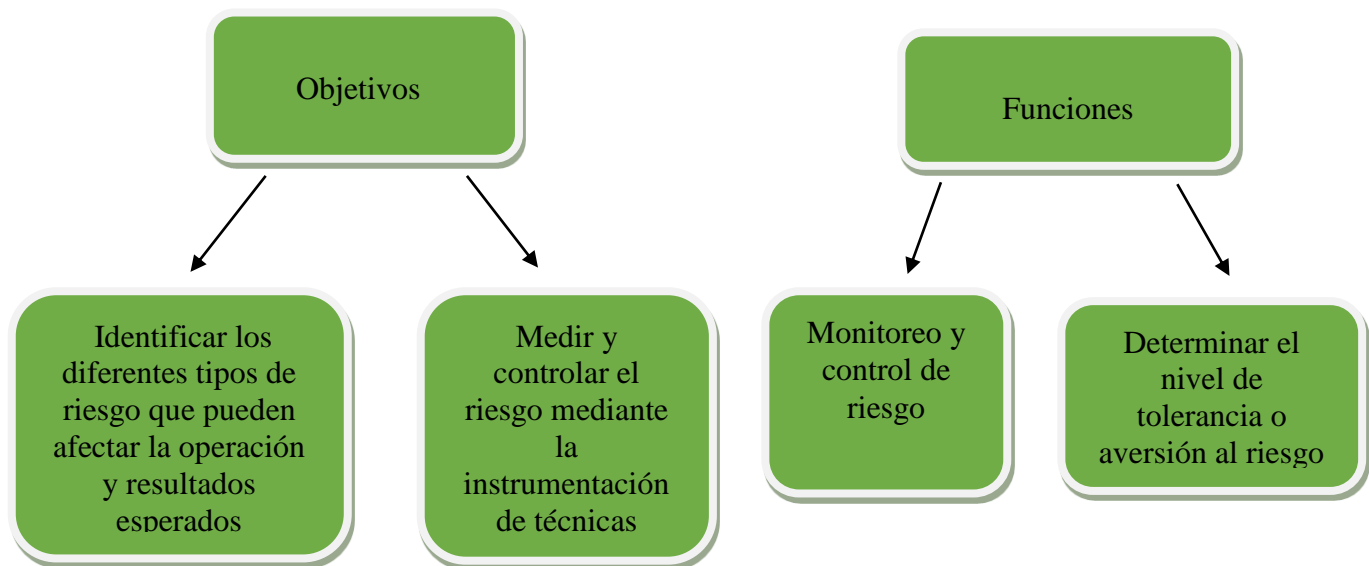 Objetivos
Funciones
Identificar los
diferentes tipos de
riesgo que pueden
afectar la operación
y resultados
esperados
Medir y
controlar el
riesgo mediante
la
instrumentación
de técnicas
Monitoreo y
control de
riesgo
Determinar el
nivel de
tolerancia o
aversión al riesgo